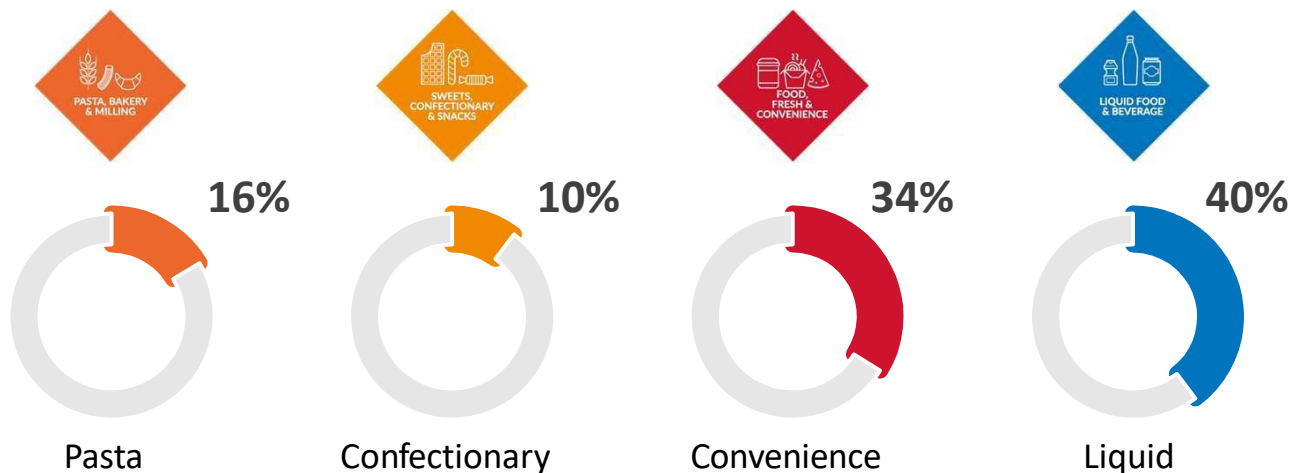 PASTA, BAKERY
& MILLING
SWEETS,
CONFECTIONARY
& SNACKS
FOOD,
FRESH &
CONVENIENCE
LIQUID FOOD
& BEVERAGE
16%
10%
34%
40%
Pasta
Confectionary
Convenience
Liquid